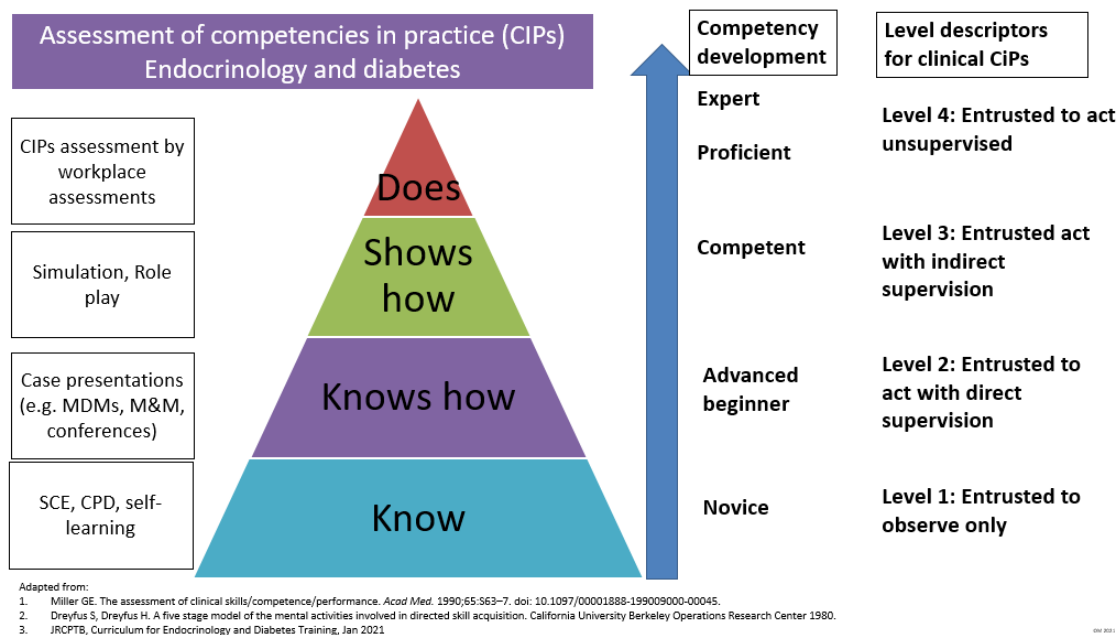 Assessment of competencies in practice (CIPs)
Endocrinology and diabetes
CIPs assessment by
workplace
assessments
Simulation, Role
play
Case presentations
(e.g. MDMs, M&M,
conferences)
SCE, CPD, self-
learning
Does
Shows
how
Knows how
Know
Competency
development
Expert
Proficient
Competent
Advanced
beginner
Novice
Level descriptors
for clinical CiPs
Level 4: Entrusted to act
unsupervised
Level 3: Entrusted act
with indirect
supervision
Level 2: Entrusted to
act with direct
supervision
Level 1: Entrusted to
observe only
Adapted from:
1. Miller GE. The assessment of clinical skills/competence/performance. Acad Med. 1990;65:S63–7. doi: 10.1097/00001888-199009000-00045.
2. Dreyfus S, Dreyfus H. A five stage model of the mental activities involved in directed skill acquisition. California University Berkeley Operations Research Center 1980.
3. JRCPTB, Curriculum for Endocrinology and Diabetes Training, Jan 2021